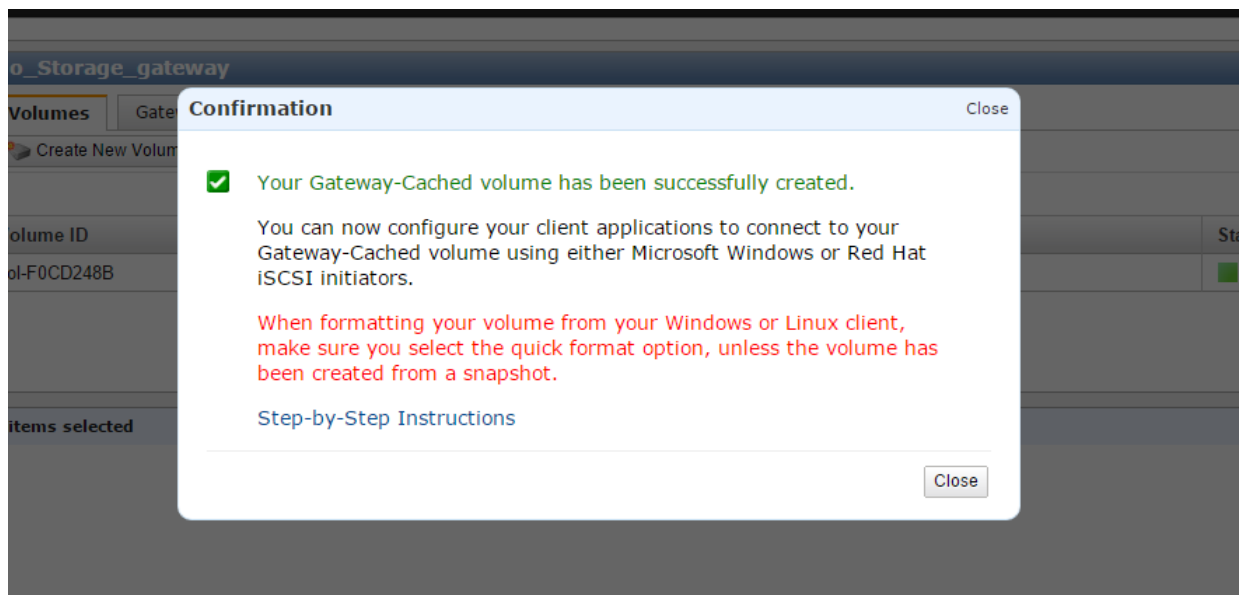 o_Storage_gateway
Volumes Gate
Create New Volum
Confirmation Close
Your Gateway-Cached volume has been successfully created.
You can now configure your client applications to connect to your
Gateway-Cached volume using either Microsoft Windows or Red Hat
iSCSI initiators.
When formatting your volume from your Windows or Linux client,
make sure you select the quick format option, unless the volume has
been created from a snapshot.
Step-by-Step Instructions
Close
olume ID Sta
ol-F0CD248B
items selected